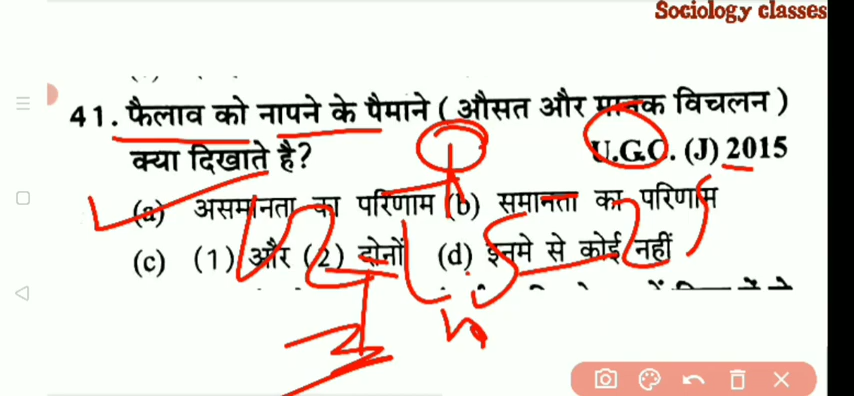 Sociology classes
41. फैलाव को नापने के पैमाने ( औसत और मानक विचलन )
क्या दिखाते है? U.G.C. (J) 2015
(a) असमानता का परिणाम (b) समानता का परिणाम
(c) (1) और (2) दोनों (d) इनमे से कोई नहीं